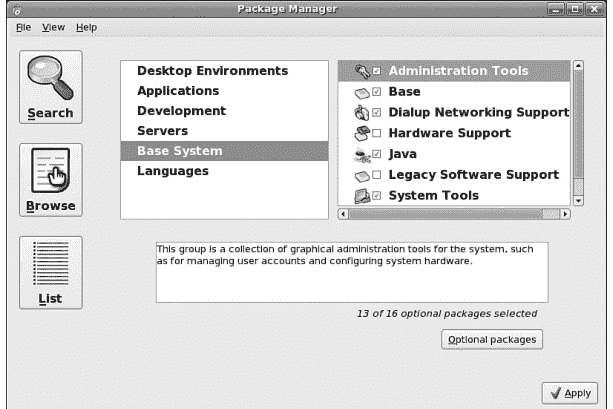 Package Manager
File View Help
Search
Browse
List
Desktop Environments
Applications
Development
Servers
Base System
Languages
Administration Tools
Base
Dialup Networking Support
Hardware Support
Java
Legacy Software Support
System Tools
This group is a collection of graphical administration tools for the system, such
as for managing user accounts and configuring system hardware.
13 of 16 optional packages selected
Optional packages
Apply